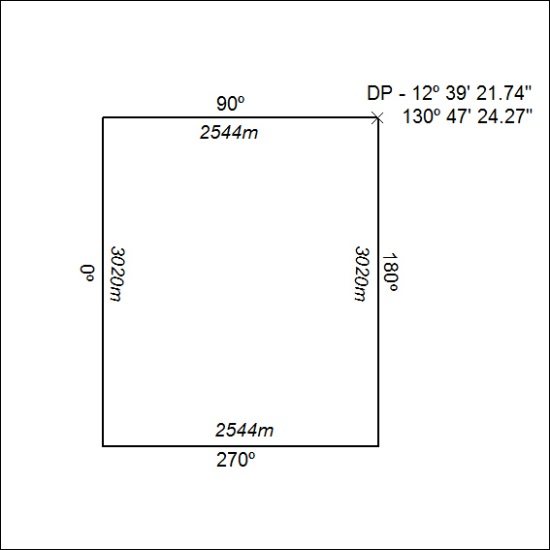 90º
DP - 12º 39' 21.74"
130º 47' 24.27"
2544m
0º
3020m
3020m
180º
2544m
270º